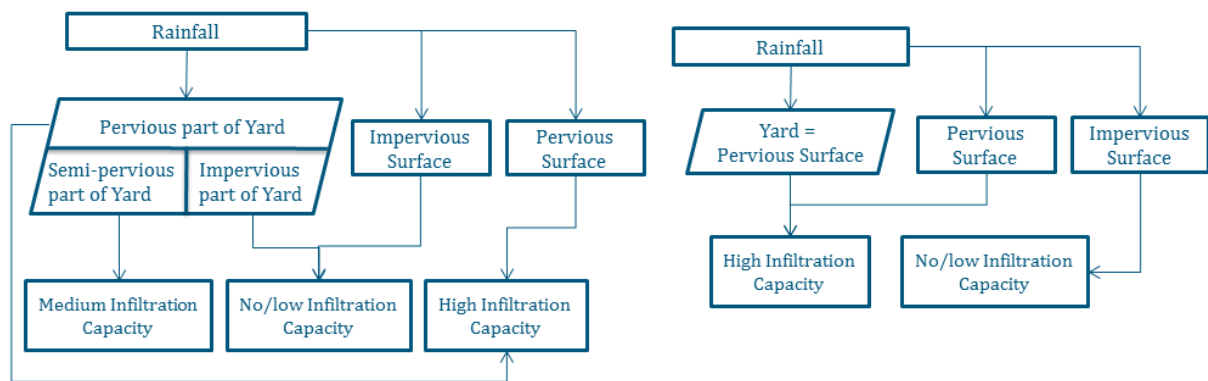 Rainfall
Pervious part of Yard
Semi-pervious
part of Yard
Impervious
part of Yard
Impervious
Surface
Pervious
Surface
Medium Infiltration
Capacity
No/low Infiltration
Capacity
High Infiltration
Capacity
Rainfall
Yard =
Pervious Surface
Pervious
Surface
Impervious
Surface
High Infiltration
Capacity
No/low Infiltration
Capacity